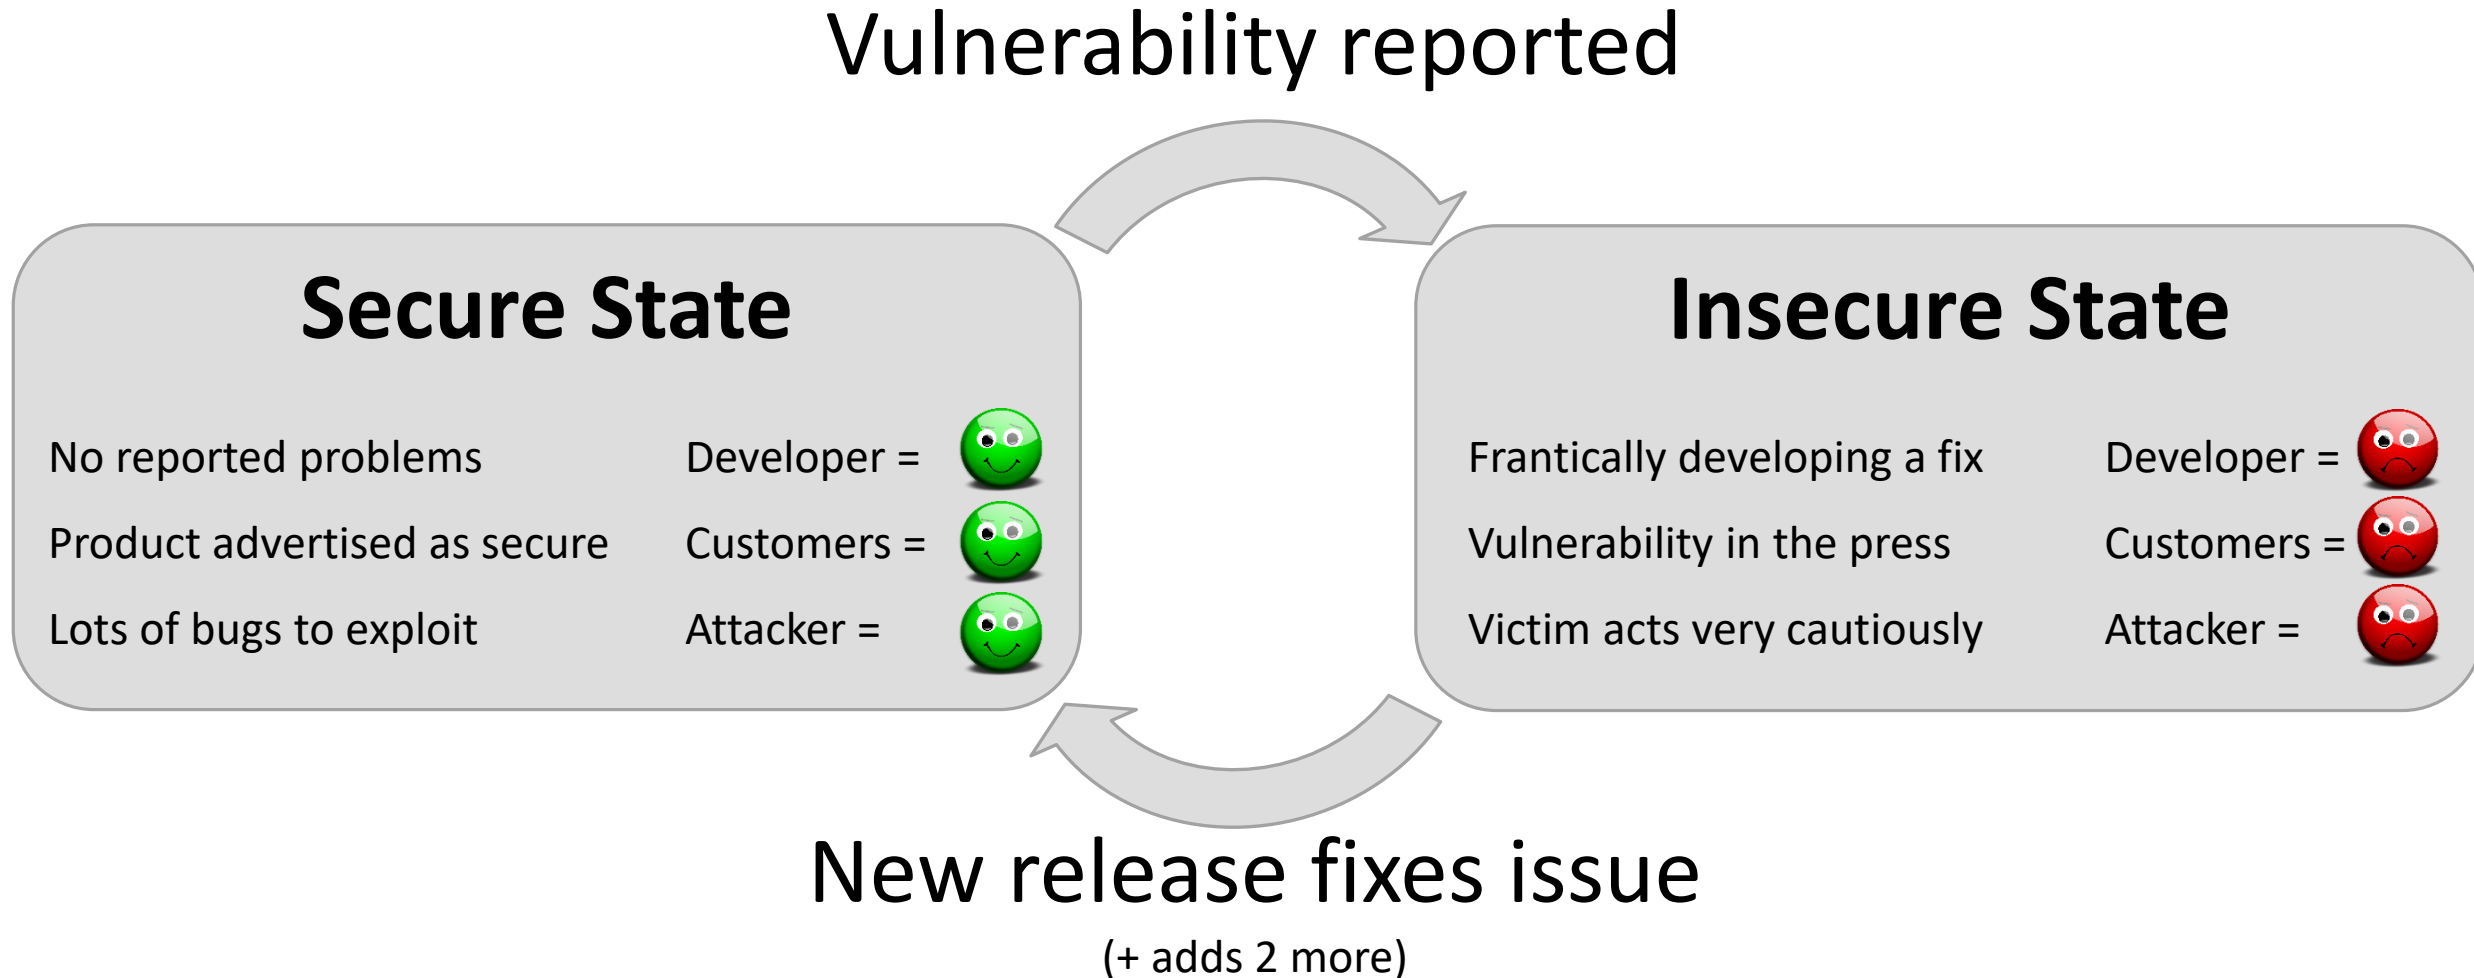 Vulnerability reported
Secure State
No reported problems Developer =
Product advertised as secure Customers =
Lots of bugs to exploit Attacker =
Insecure State
Frantically developing a fix Developer =
Vulnerability in the press Customers =
Victim acts very cautiously Attacker =
New release fixes issue
(+ adds 2 more)